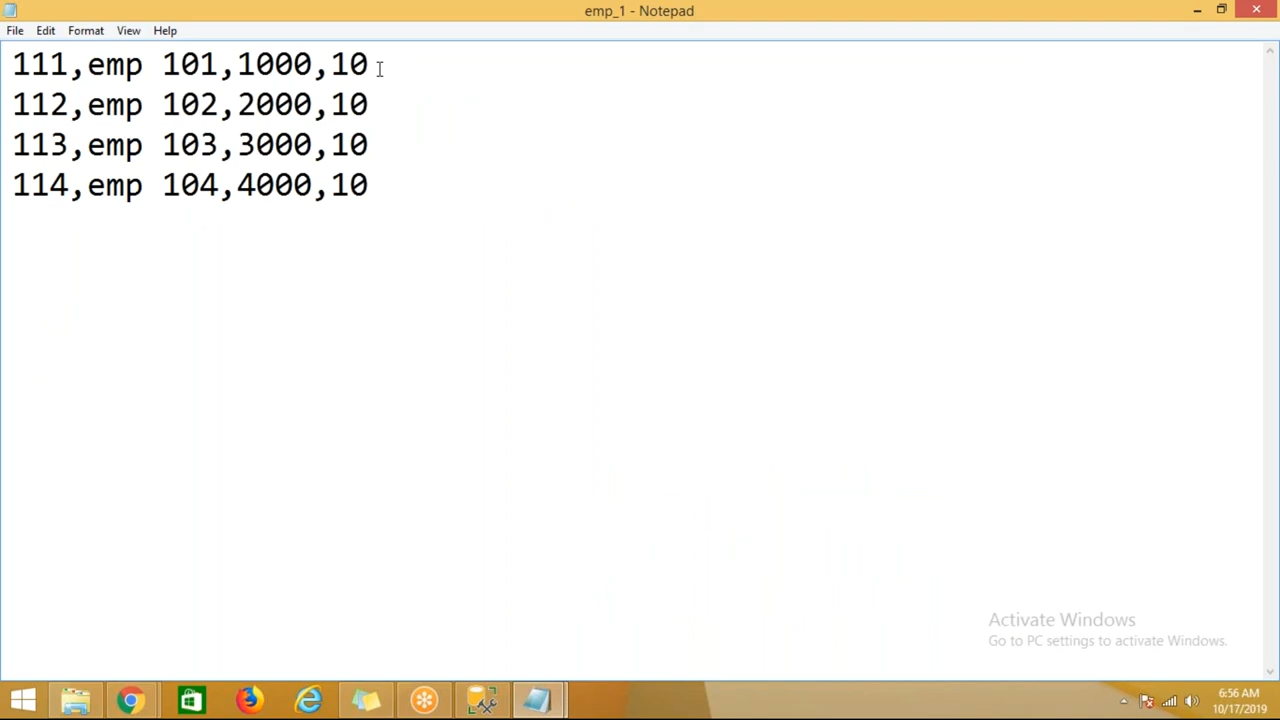 emp_1 - Notepad
File Edit Format View Help
111,emp 101,1000,10
112,emp 102,2000,10
113,emp 103,3000,10
114,emp 104,4000,10
Activate Windows
Go to PC settings to activate Windows.
6:56 AM
10/17/2019